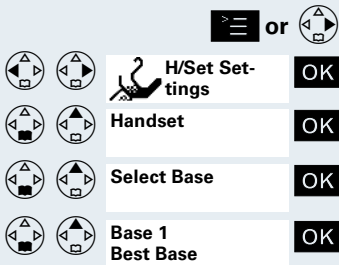 or
H/Set Set-
tings
OK
Handset
OK
Select Base
OK
Base 1
Best Base
OK